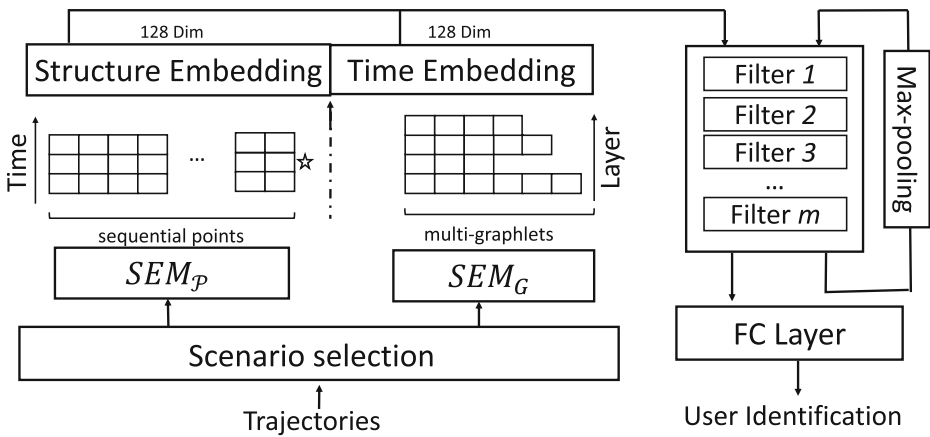 128 Dim
128 Dim
Structure Embedding
Time Embedding
Time
...
Layer
sequential points
multi-graphlets
SEM𝒫
SEM_G
Scenario selection
Trajectories
Filter 1
Filter 2
Filter 3
...
Filter m
Max-pooling
FC Layer
User Identification